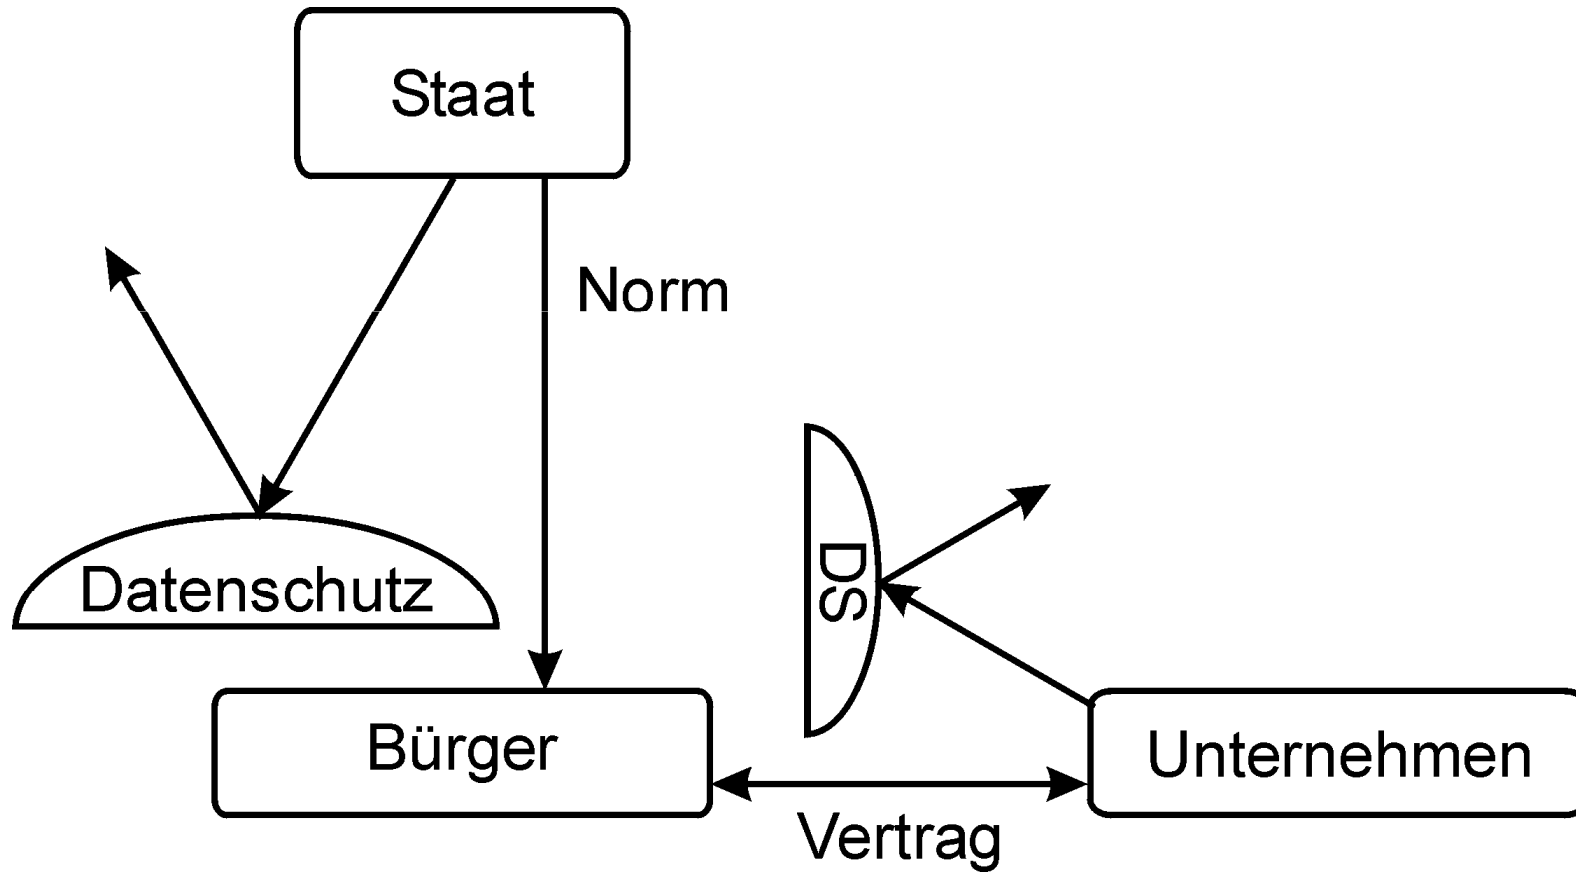 Staat
Norm
Datenschutz
DS
Bürger
Unternehmen
Vertrag